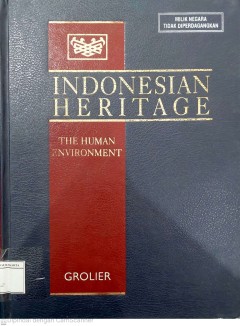 MILIK NEGARA
TIDAK DIPERDAGANGKAN
INDONESIAN
HERITAGE
THE HUMAN
ENVIRONMENT
GROLIER